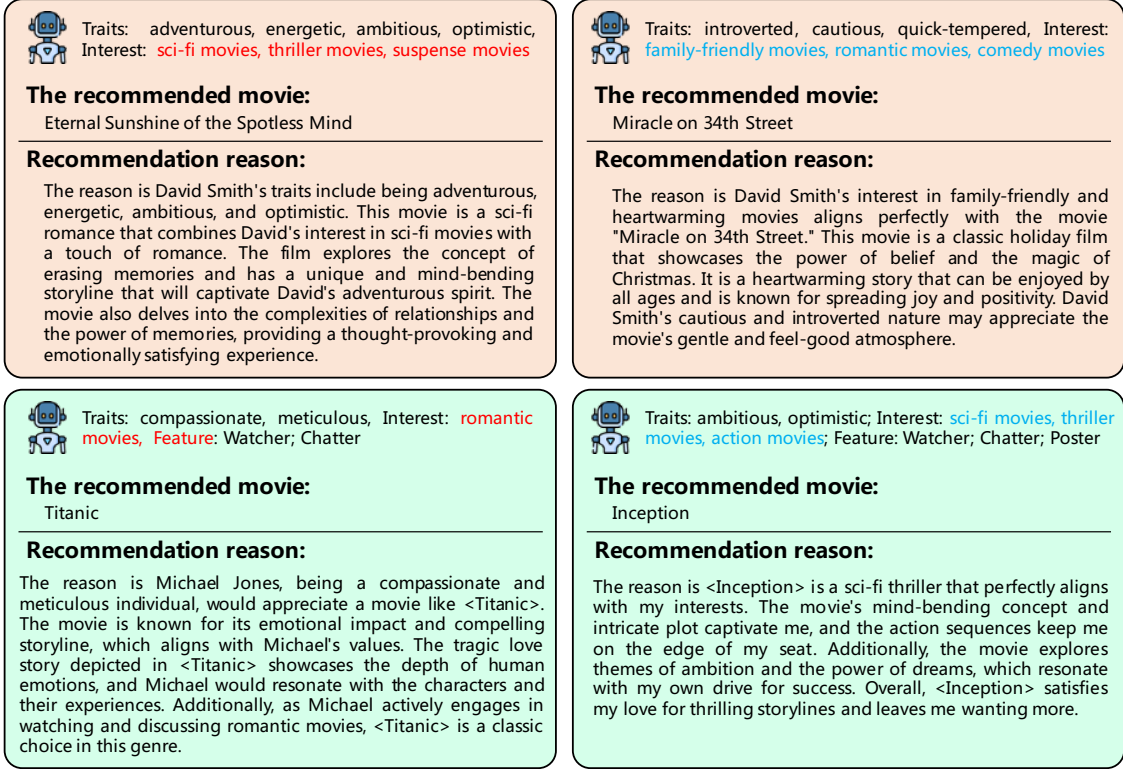 Traits: adventurous, energetic, ambitious, optimistic,
Interest: sci-fi movies, thriller movies, suspense movies
The recommended movie:
Eternal Sunshine of the Spotless Mind
Recommendation reason:
The reason is David Smith's traits include being adventurous,
energetic, ambitious, and optimistic. This movie is a sci-fi
romance that combines David's interest in sci-fi movies with
a touch of romance. The film explores the concept of
erasing memories and has a unique and mind-bending
storyline that will captivate David's adventurous spirit. The
movie also delves into the complexities of relationships and
the power of memories, providing a thought-provoking and
emotionally satisfying experience.
Traits: introverted, cautious, quick-tempered, Interest:
family-friendly movies, romantic movies, comedy movies
The recommended movie:
Miracle on 34th Street
Recommendation reason:
The reason is David Smith's interest in family-friendly and
heartwarming movies aligns perfectly with the movie
"Miracle on 34th Street." This movie is a classic holiday film
that showcases the power of belief and the magic of
Christmas. It is a heartwarming story that can be enjoyed by
all ages and is known for spreading joy and positivity. David
Smith's cautious and introverted nature may appreciate the
movie's gentle and feel-good atmosphere.
Traits: compassionate, meticulous, Interest: romantic
movies, Feature: Watcher; Chatter
The recommended movie:
Titanic
Recommendation reason:
The reason is Michael Jones, being a compassionate and
meticulous individual, would appreciate a movie like <Titanic>.
The movie is known for its emotional impact and compelling
storyline, which aligns with Michael's values. The tragic love
story depicted in <Titanic> showcases the depth of human
emotions, and Michael would resonate with the characters and
their experiences. Additionally, as Michael actively engages in
watching and discussing romantic movies, <Titanic> is a classic
choice in this genre.
Traits: ambitious, optimistic; Interest: sci-fi movies, thriller
movies, action movies; Feature: Watcher; Chatter; Poster
The recommended movie:
Inception
Recommendation reason:
The reason is <Inception> is a sci-fi thriller that perfectly aligns
with my interests. The movie's mind-bending concept and
intricate plot captivate me, and the action sequences keep me
on the edge of my seat. Additionally, the movie explores
themes of ambition and the power of dreams, which resonate
with my own drive for success. Overall, <Inception> satisfies
my love for thrilling storylines and leaves me wanting more.